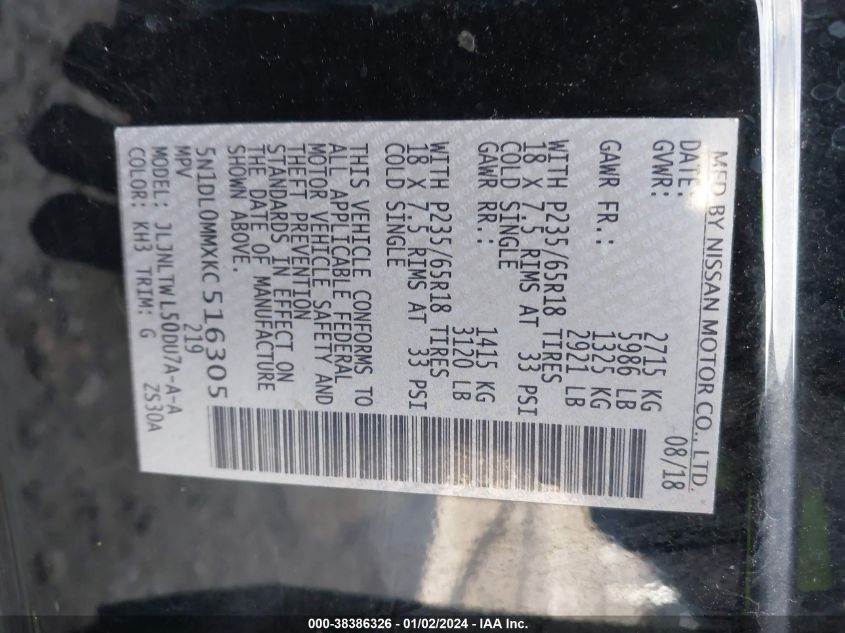 MFD BY NISSAN MOTOR CO., LTD.
DATE: 08/18
GVWR: 2715 KG
5986 LB
GAWR FR.: 1325 KG
2921 LB
WITH P235/65R18 TIRES
18 X 7.5 RIMS AT 33 PSI
COLD SINGLE
GAWR RR.: 1415 KG
3120 LB
WITH P235/65R18 TIRES
18 X 7.5 RIMS AT 33 PSI
COLD SINGLE
THIS VEHICLE CONFORMS TO
ALL APPLICABLE FEDERAL
MOTOR VEHICLE SAFETY AND
THEFT PREVENTION
STANDARDS IN EFFECT ON
THE DATE OF MANUFACTURE
SHOWN ABOVE.
5N1DL0MMXKC516305
MPV 219
MODEL: JLJNLTWL50DU7A-A-A
COLOR: KH3 TRIM: G ZS30A
000-38386326 - 01/02/2024 - IAA Inc.